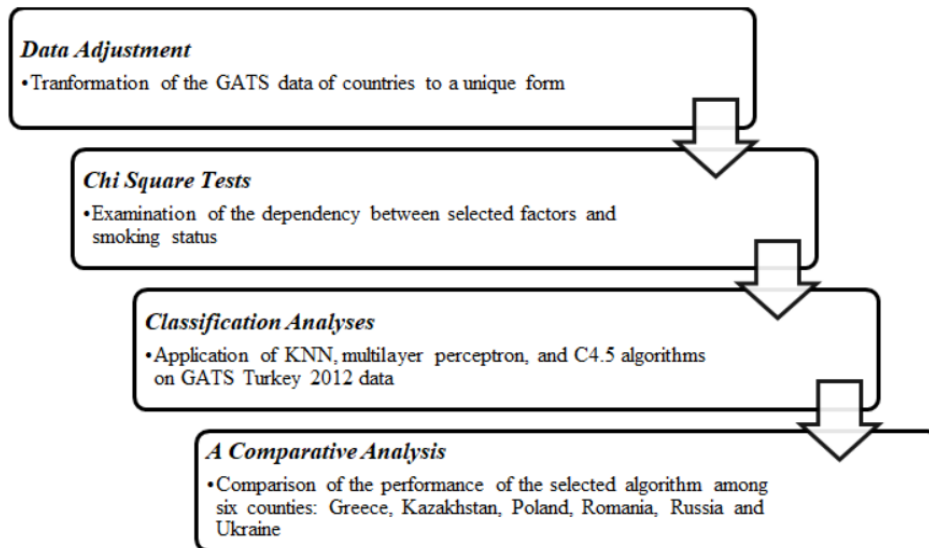 Data Adjustment
•Tranformation of the GATS data of countries to a unique form
Chi Square Tests
•Examination of the dependency between selected factors and
smoking status
Classification Analyses
•Application of KNN, multilayer perceptron, and C4.5 algorithms
on GATS Turkey 2012 data
A Comparative Analysis
•Comparison of the performance of the selected algorithm among
six counties: Greece, Kazakhstan, Poland, Romania, Russia and
Ukraine